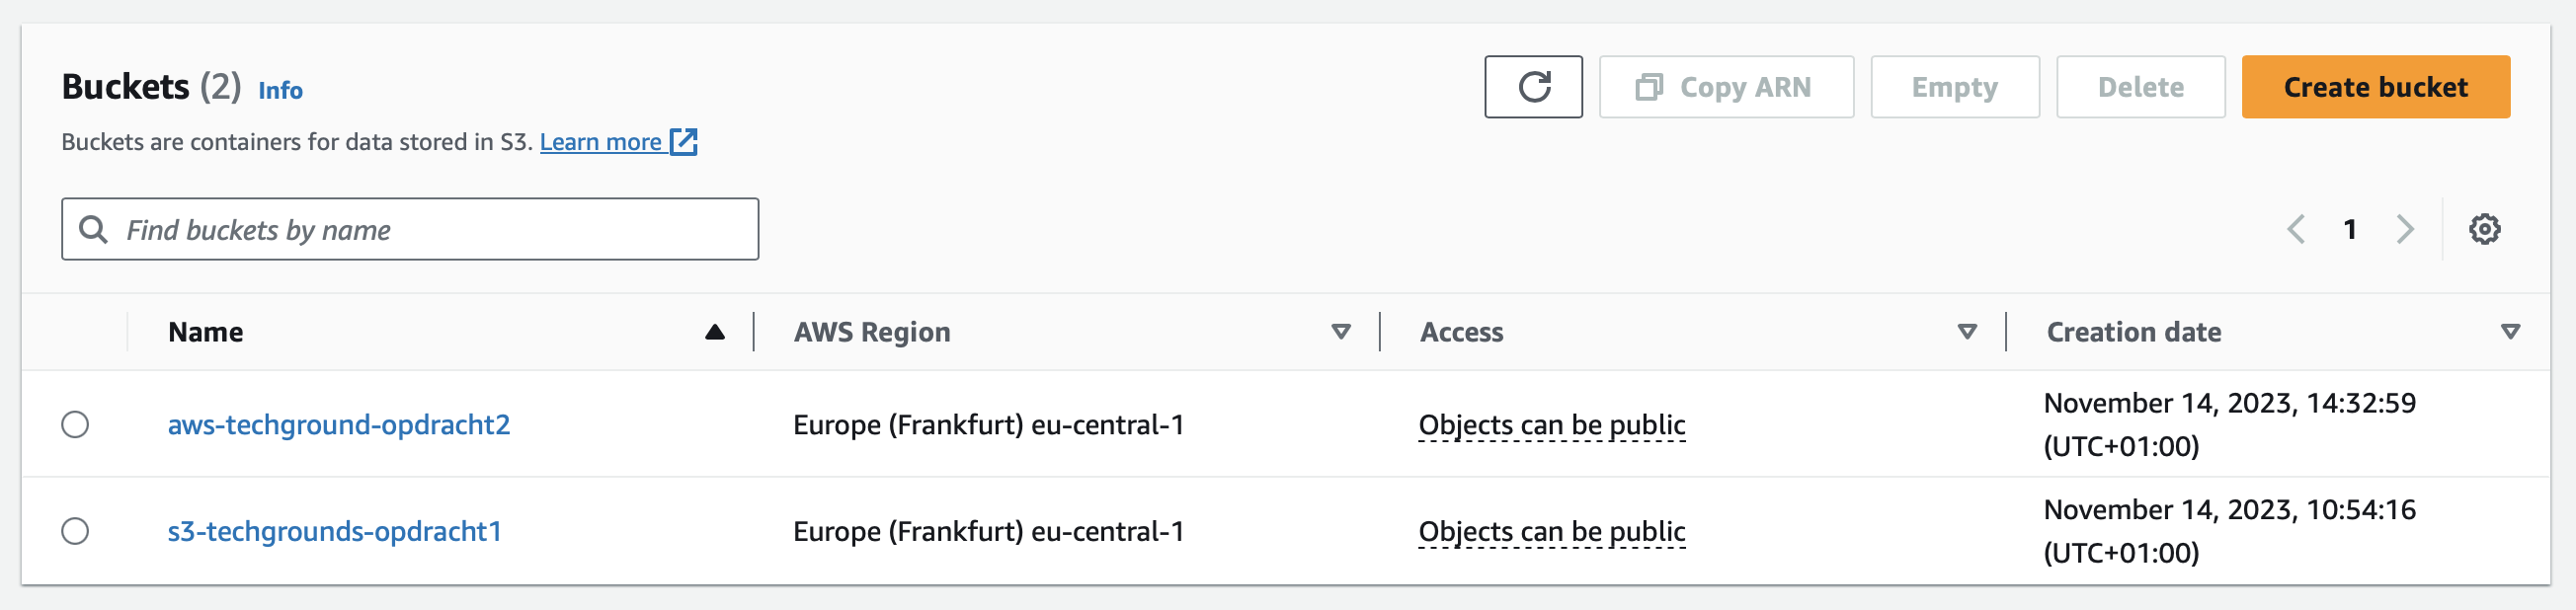 Buckets (2) Info
Copy ARN
Empty
Delete
Create bucket
Buckets are containers for data stored in S3. Learn more
Find buckets by name
1
Name
AWS Region
Access
Creation date
aws-techground-opdracht2
Europe (Frankfurt) eu-central-1
Objects can be public
November 14, 2023, 14:32:59
(UTC+01:00)
s3-techgrounds-opdracht1
Europe (Frankfurt) eu-central-1
Objects can be public
November 14, 2023, 10:54:16
(UTC+01:00)